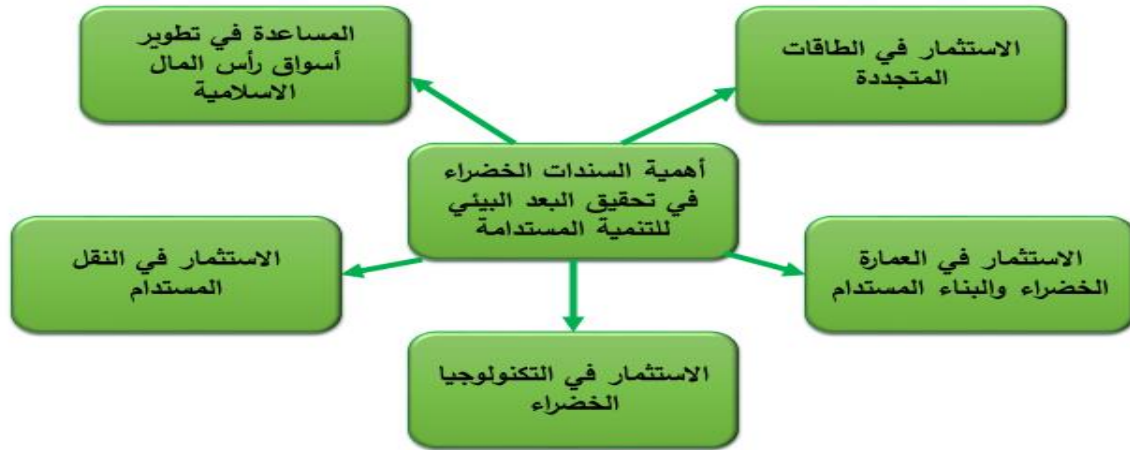 الاستثمار في الطاقات
المتجددة
المساعدة في تطوير
أسواق رأس المال
الاسلامية
أهمية السندات الخضراء
في تحقيق البعد البيئي
للتنمية المستدامة
الاستثمار في العمارة
الخضراء والبناء المستدام
الاستثمار في النقل
المستدام
الاستثمار في التكنولوجيا
الخضراء